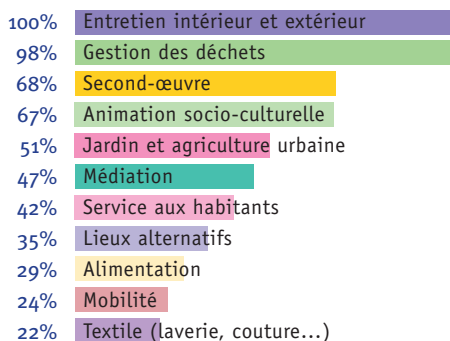 100% Entretien intérieur et extérieur
98% Gestion des déchets
68% Second-œuvre
67% Animation socio-culturelle
51% Jardin et agriculture urbaine
47% Médiation
42% Service aux habitants
35% Lieux alternatifs
29% Alimentation
24% Mobilité
22% Textile (laverie, couture...)